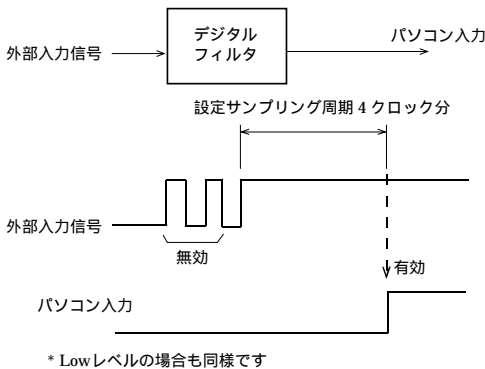 デジタル
フィルタ
外部入力信号
パソコン入力
設定サンプリング周期 4 クロック分
外部入力信号
無効
有効
パソコン入力
* Lowレベルの場合も同様です